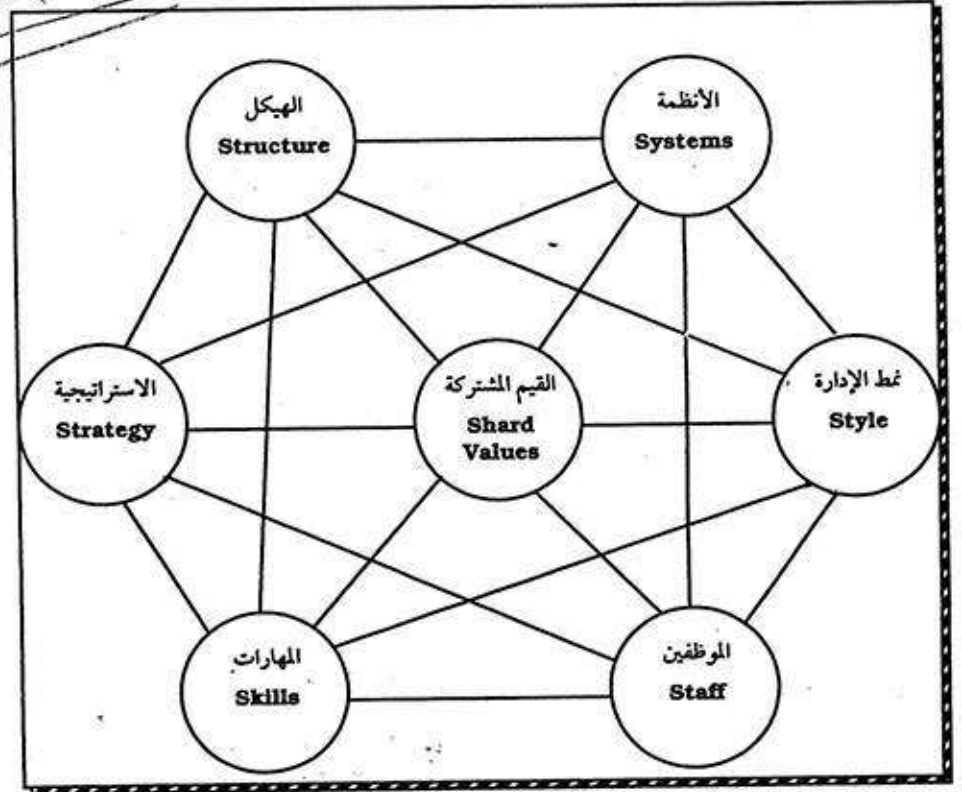 الهيكل
Structure
الأنظمة
Systems
الاستراتيجية
Strategy
القيم المشتركة
Shard
Values
نمط الإدارة
Style
المهارات
Skills
الموظفين
Staff